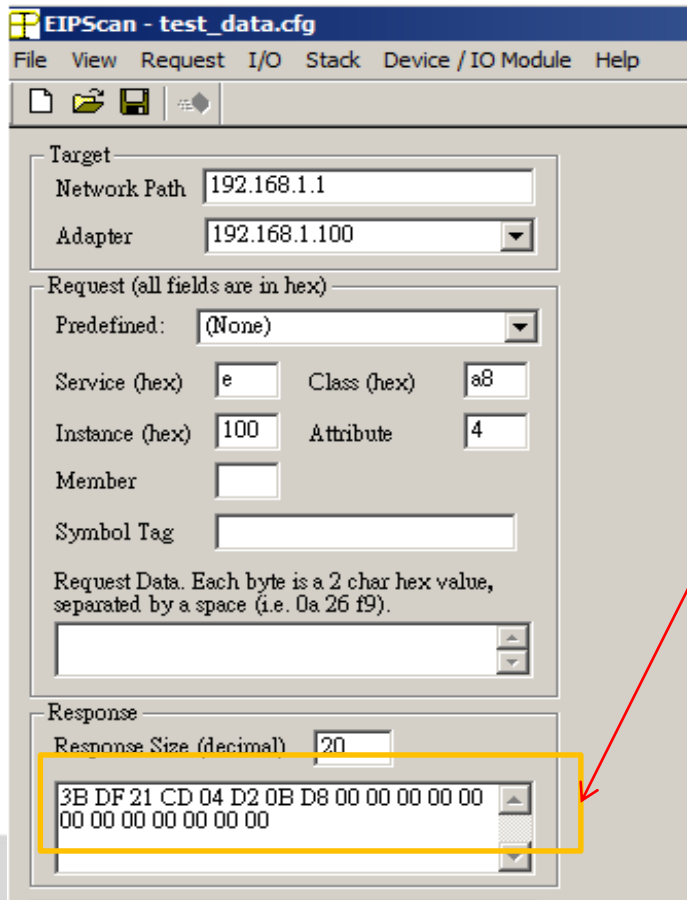 EIPScan - test_data.cfg
File View Request I/O Stack Device / IO Module Help
Target
Network Path 192.168.1.1
Adapter 192.168.1.100
Request (all fields are in hex)
Predefined: (None)
Service (hex) e Class (hex) a8
Instance (hex) 100 Attribute 4
Member
Symbol Tag
Request Data. Each byte is a 2 char hex value,
separated by a space (i.e. 0a 26 f9).
Response
Response Size (decimal) 20
3B DF 21 CD 04 D2 0B D8 00 00 00 00 00
00 00 00 00 00 00 00